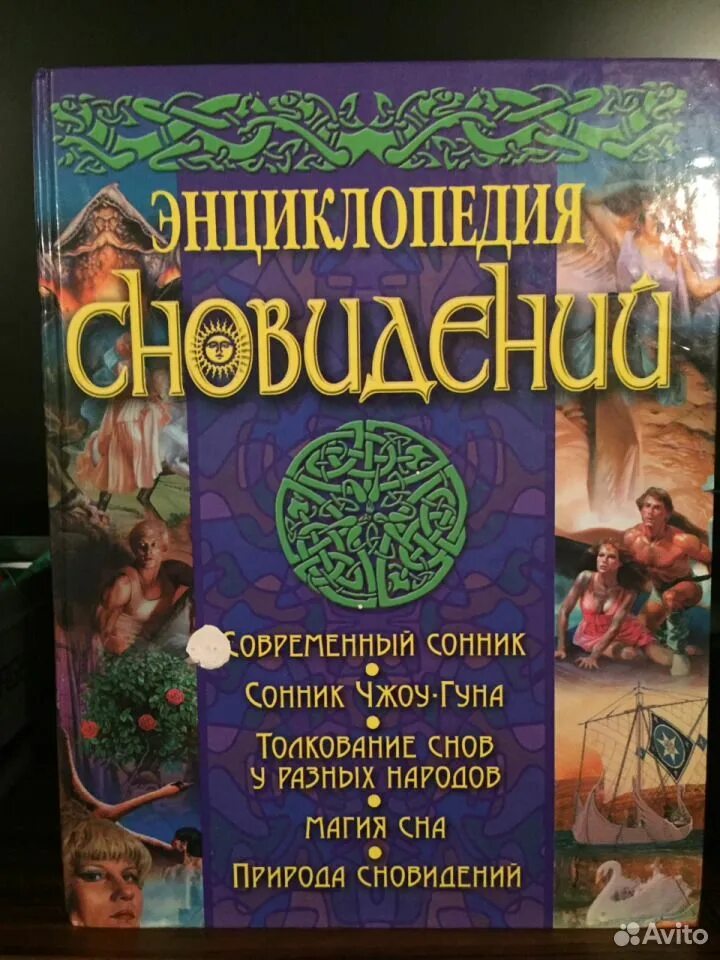 ЭНЦИКЛОПЕДИЯ
СНОВИДЕНИЙ
СОВРЕМЕННЫЙ СОННИК
СОННИК ЧЖОУ-ГУНА
ТОЛКОВАНИЕ СНОВ
У РАЗНЫХ НАРОДОВ
МАГИЯ СНА
ПРИРОДА СНОВИДЕНИЙ
Avito